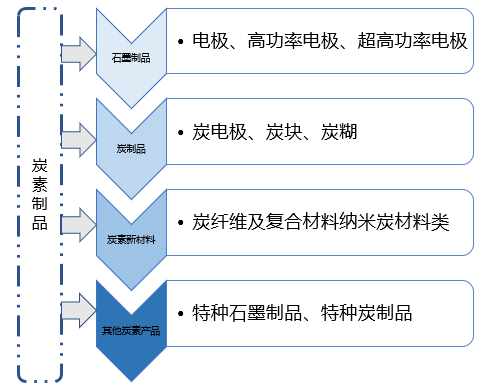 炭素制品
石墨制品
• 电极、高功率电极、超高功率电极
炭制品
• 炭电极、炭块、炭糊
炭素新材料
• 炭纤维及复合材料纳米炭材料类
其他炭素产品
• 特种石墨制品、特种炭制品